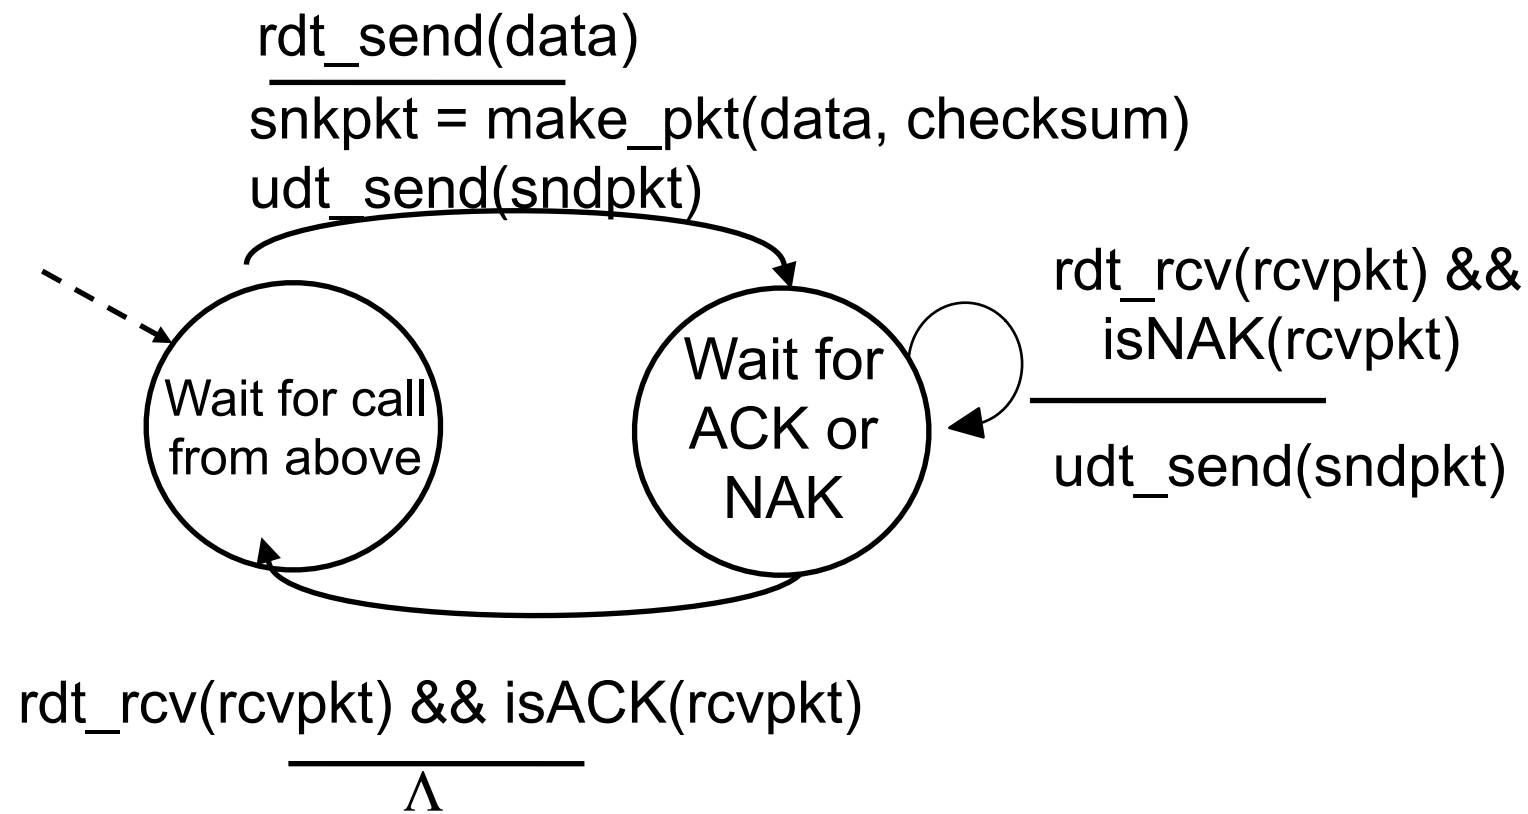 rdt_send(data)
snkpkt = make_pkt(data, checksum)
udt_send(sndpkt)
rdt_rcv(rcvpkt) &&
isNAK(rcvpkt)
udt_send(sndpkt)
Wait for call
from above
Wait for
ACK or
NAK
rdt_rcv(rcvpkt) && isACK(rcvpkt)
Λ